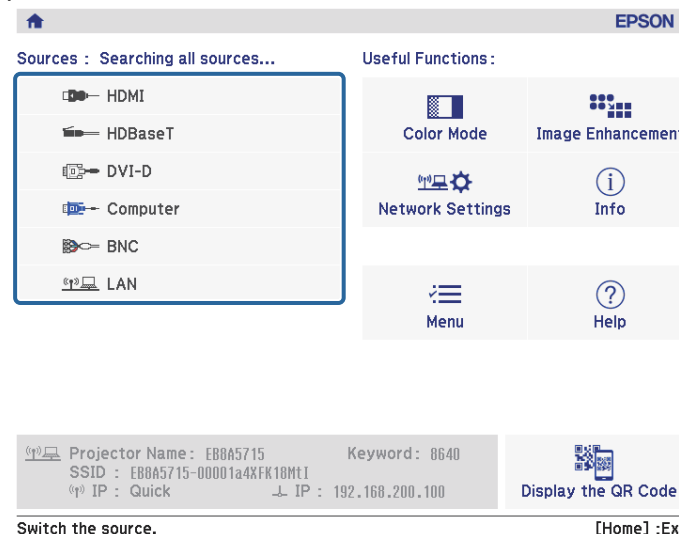 EPSON
Sources : Searching all sources...
HDMI
HDBaseT
DVI-D
Computer
BNC
LAN
Useful Functions :
Color Mode
Image Enhancement
Network Settings
Info
Menu
Help
Projector Name : EB8A5715 Keyword : 8640
SSID : EB8A5715-00001a4XFK18MtI
IP : Quick IP : 192.168.200.100
Display the QR Code
Switch the source.
[Home] :Ex